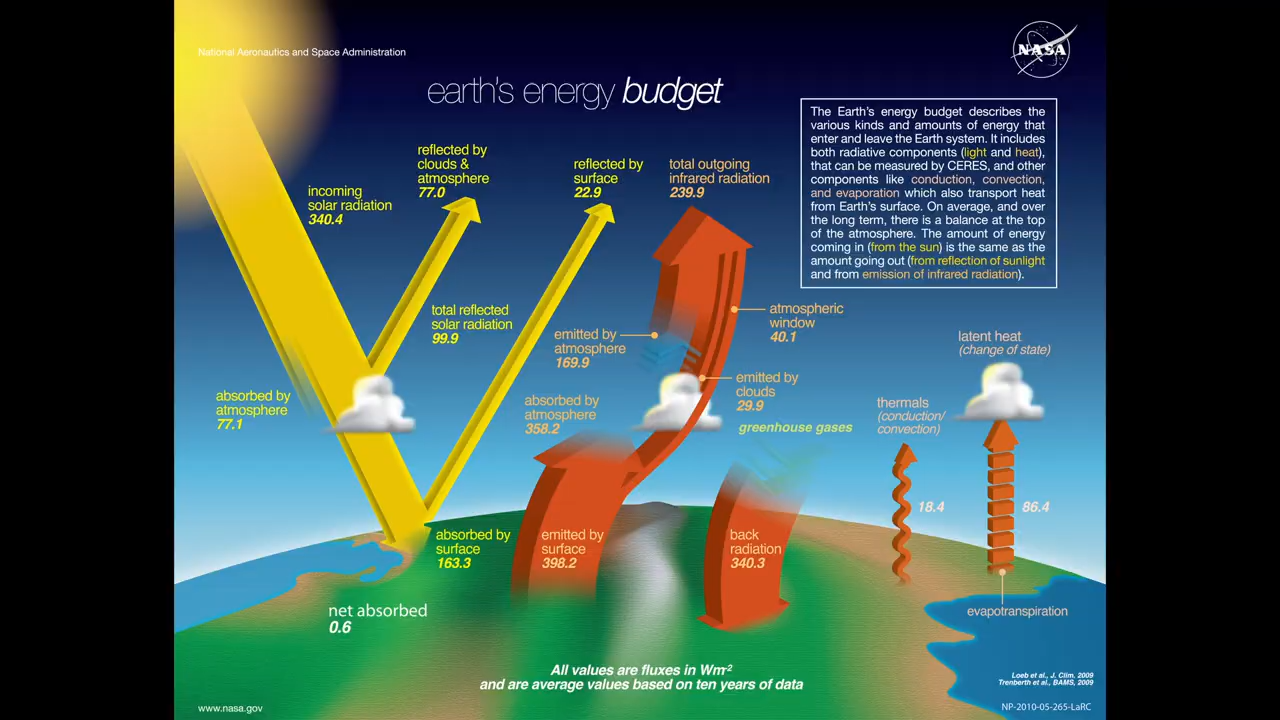 National Aeronautics and Space Administration
NASA
earth's energy budget
The Earth's energy budget describes the
various kinds and amounts of energy that
enter and leave the Earth system. It includes
both radiative components (light and heat),
that can be measured by CERES, and other
components like conduction, convection,
and evaporation which also transport heat
from Earth's surface. On average, and over
the long term, there is a balance at the top
of the atmosphere. The amount of energy
coming in (from the sun) is the same as the
amount going out (from reflection of sunlight
and from emission of infrared radiation).
reflected by
clouds &
atmosphere
77.0
reflected by
surface
22.9
total outgoing
infrared radiation
239.9
incoming
solar radiation
340.4
total reflected
solar radiation
99.9
atmospheric
window
40.1
emitted by
atmosphere
169.9
latent heat
(change of state)
emitted by
clouds
29.9
absorbed by
atmosphere
77.1
absorbed by
atmosphere
358.2
thermals
(conduction/
convection)
greenhouse gases
18.4
86.4
absorbed by
surface
163.3
emitted by
surface
398.2
back
radiation
340.3
net absorbed
0.6
evapotranspiration
All values are fluxes in Wm-2
and are average values based on ten years of data
Loeb et al., J. Clim. 2009
Trenberth et al., BAMS, 2009
www.nasa.gov
NP-2010-05-265-LaRC